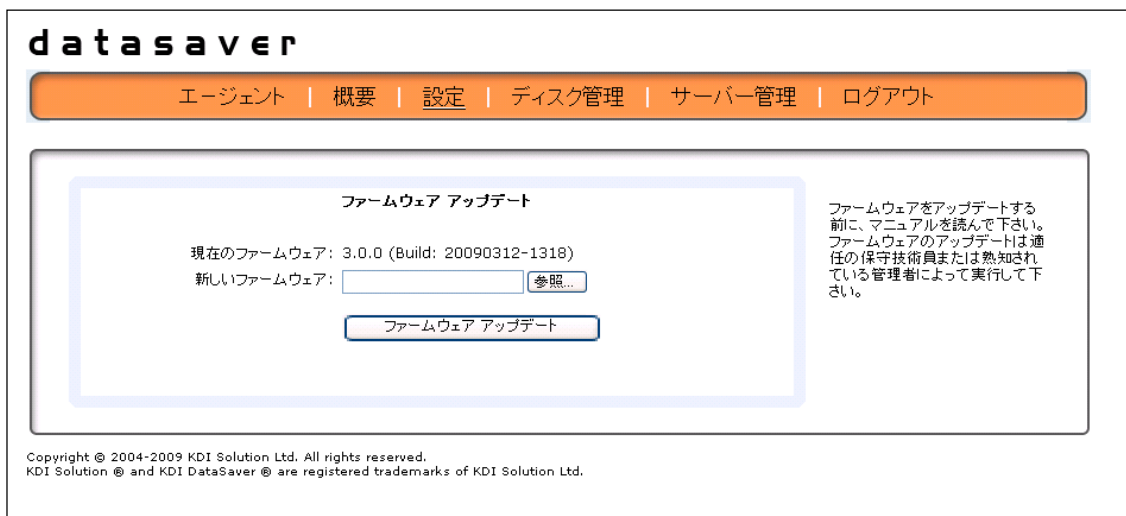 datasaver
エージェント | 概要 | 設定 | ディスク管理 | サーバー管理 | ログアウト
ファームウェア アップデート
現在のファームウェア: 3.0.0 (Build: 20090312-1318)
新しいファームウェア: 参照...
ファームウェア アップデート
ファームウェアをアップデートする
前に、マニュアルを読んで下さい。
ファームウェアのアップデートは適
任の保守技術員または熟知され
ている管理者によって実行して下
さい。
Copyright © 2004-2009 KDI Solution Ltd. All rights reserved.
KDI Solution ® and KDI DataSaver ® are registered trademarks of KDI Solution Ltd.